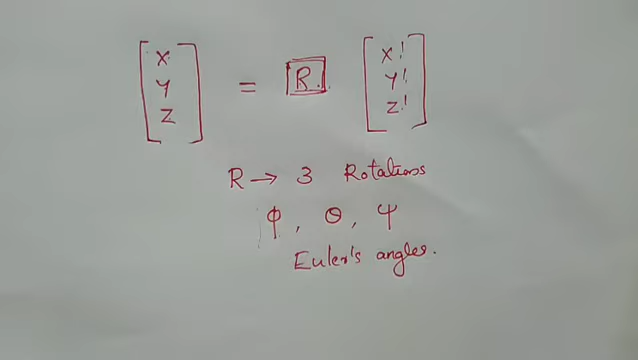 [X Y Z] = R [X! Y! Z!]
R → 3 Rotations
φ, θ, ψ
Euler's angles.